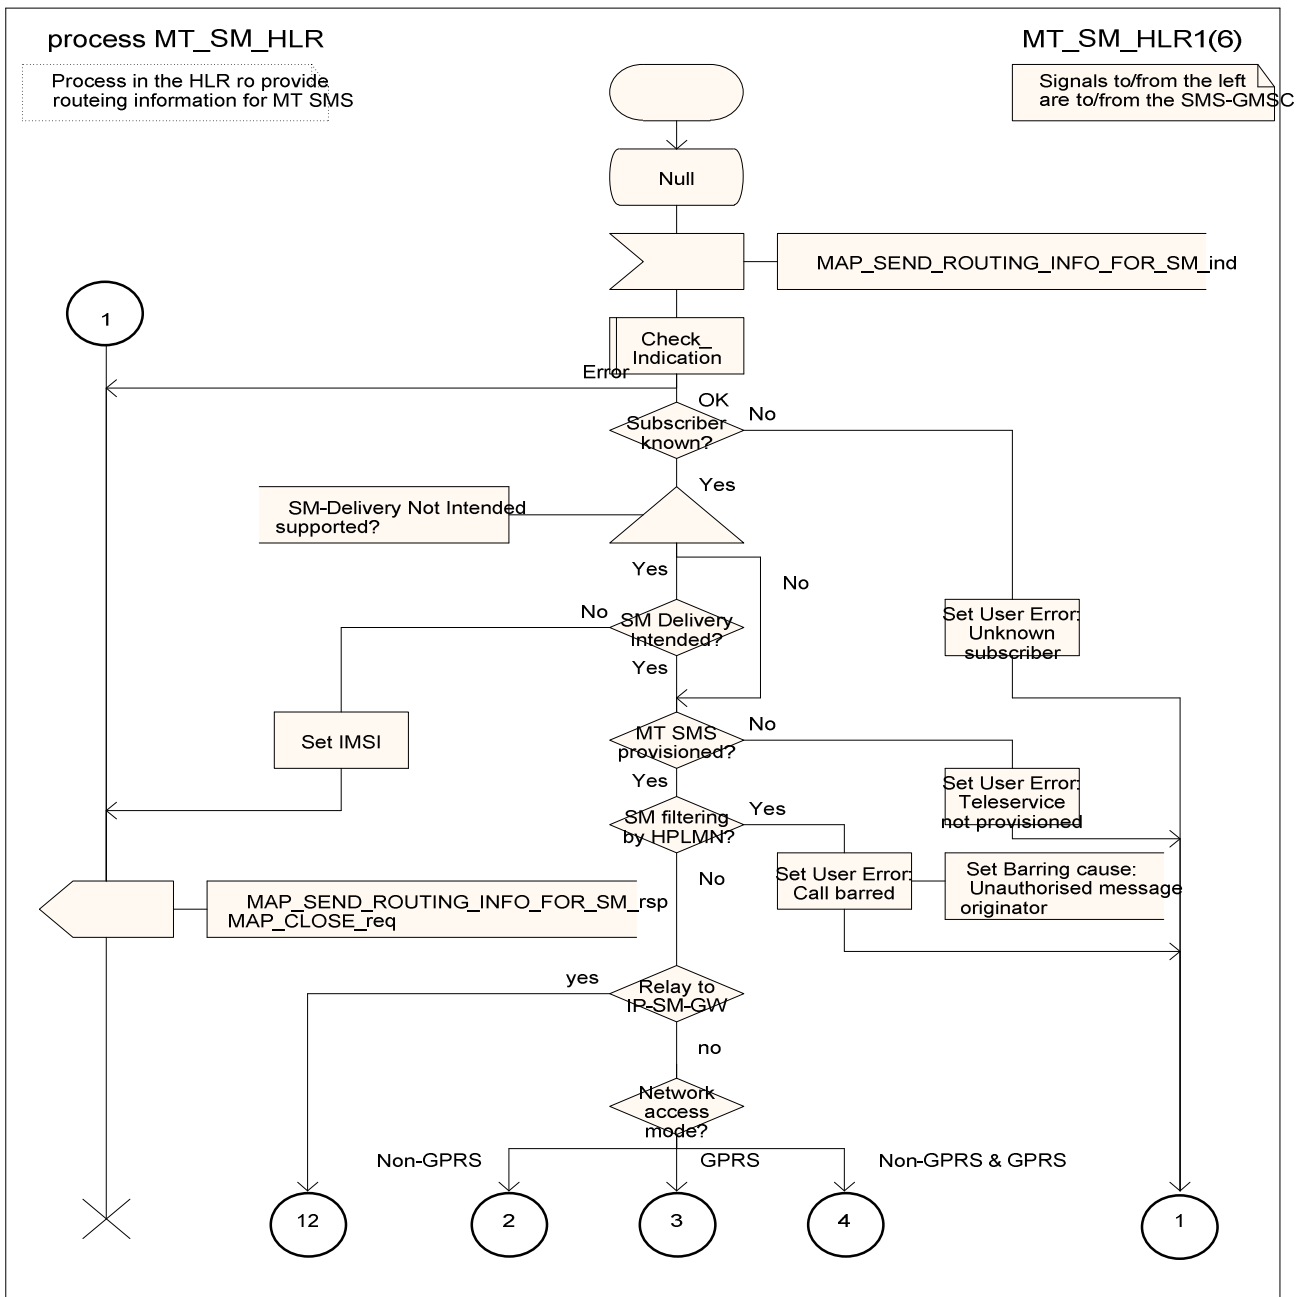 process MT_SM_HLR
MT_SM_HLR1(6)
Process in the HLR ro provide
routeing information for MT SMS
Signals to/from the left
are to/from the SMS-GMSC
Null
MAP_SEND_ROUTING_INFO_FOR_SM_ind
1
Check_
Indication
Error
OK
Subscriber
known?
No
Yes
SM-Delivery Not Intended
supported?
Yes
No
No
SM Delivery
Intended?
Yes
Set User Error:
Unknown
subscriber
Set IMSI
MT SMS
provisioned?
No
Yes
Set User Error:
Teleservice
not provisioned
SM filtering
by HPLMN?
Yes
No
Set User Error:
Call barred
Set Barring cause:
Unauthorised message
originator
MAP_SEND_ROUTING_INFO_FOR_SM_rsp
MAP_CLOSE_req
yes
Relay to
IP-SM-GW
no
Network
access
mode?
Non-GPRS
GPRS
Non-GPRS & GPRS
12
2
3
4
1